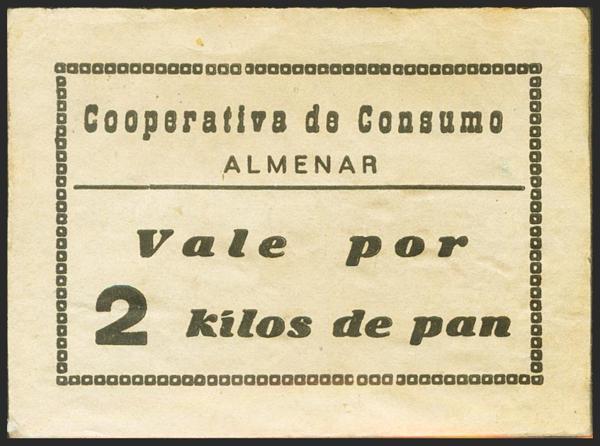 Cooperativa de Consumo
ALMENAR
Vale por
2 kilos de pan